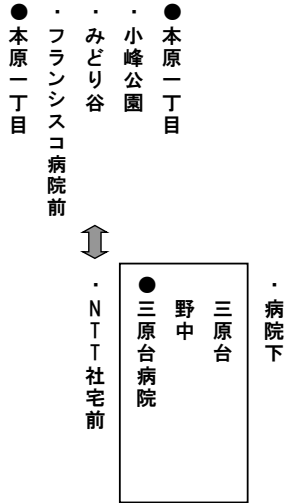 ●本原一丁目
・小峰公園
・みどり谷
・フランシスコ病院前
●本原一丁目
・病院下
三原台
野中
●三原台病院
・NTT社宅前